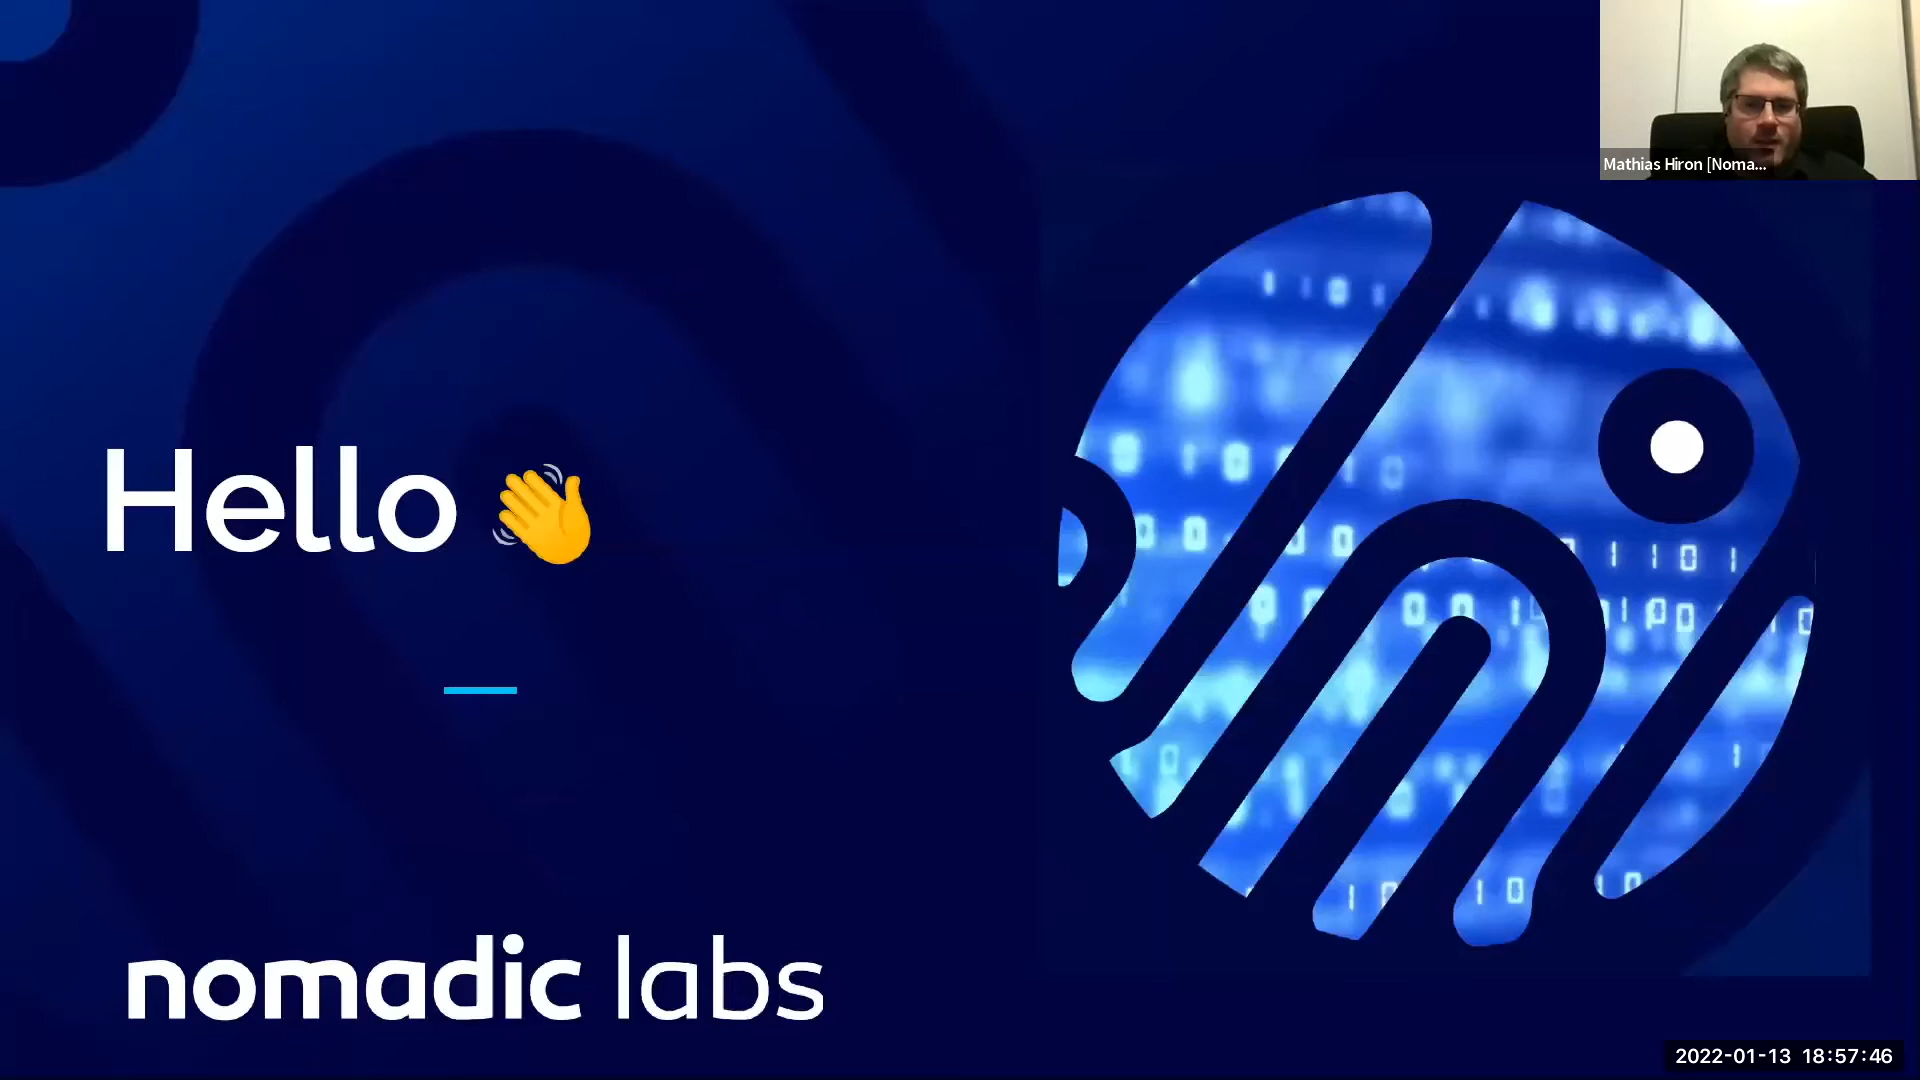 Mathias Hiron [Noma...
Hello 👋
nomadic labs
2022-01-13 18:57:46